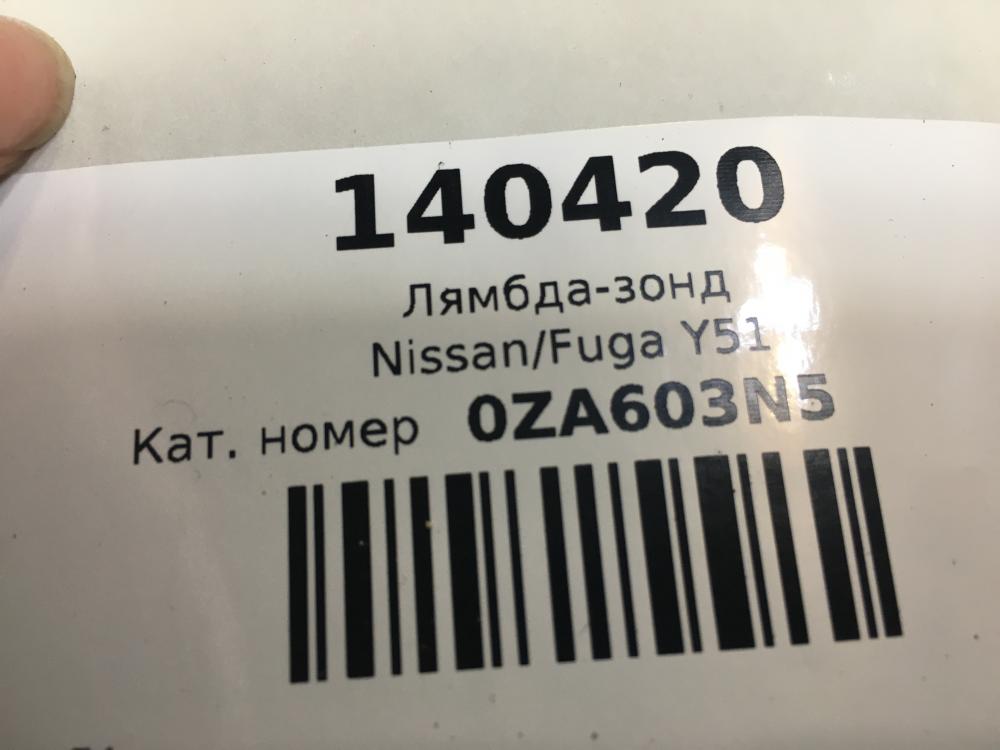 140420
Лямбда-зонд
Nissan/Fuga Y51
Кат. номер 0ZA603N5